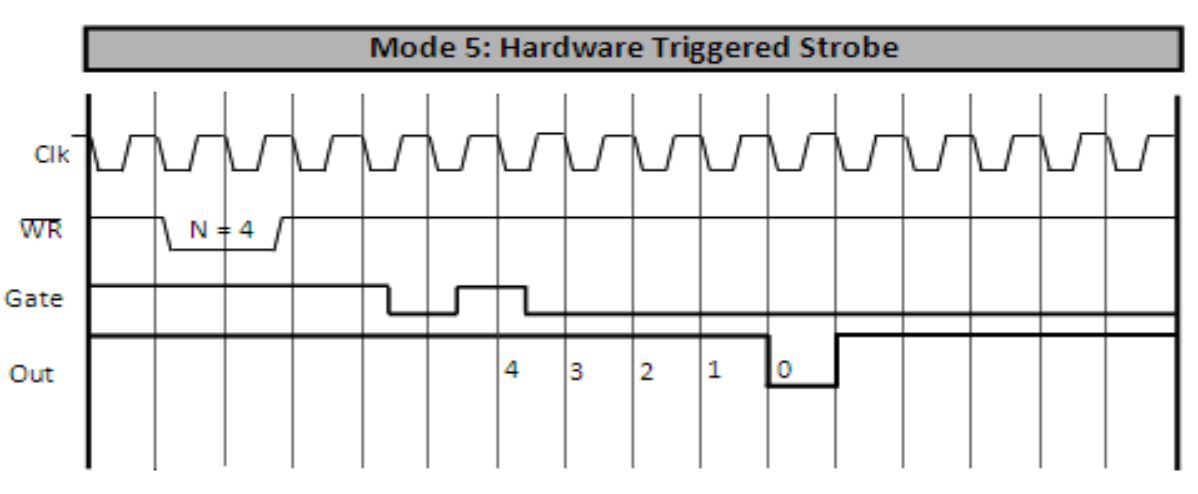 Mode 5: Hardware Triggered Strobe
Clk
WR
N = 4
Gate
Out
4 3 2 1 0